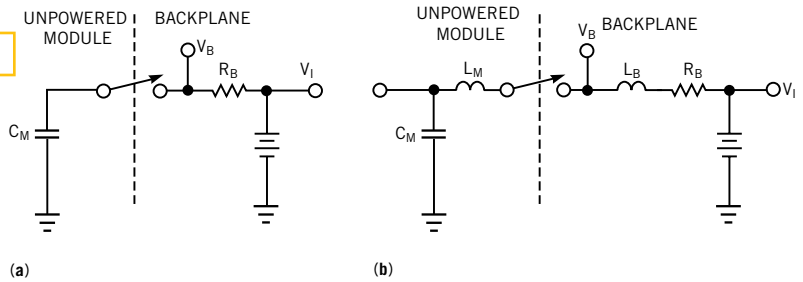 UNPOWERED
MODULE
BACKPLANE
V_B
R_B
V_I
C_M
(a)
UNPOWERED
MODULE
BACKPLANE
V_B
L_M
L_B
R_B
V_I
C_M
(b)